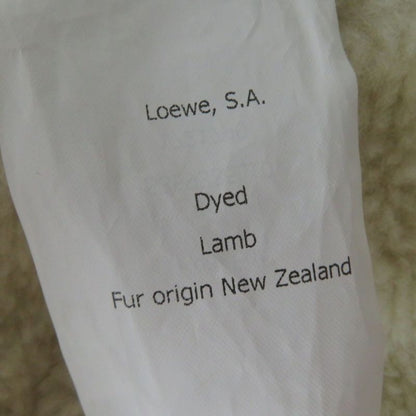 Loewe, S.A.
Dyed
Lamb
Fur origin New Zealand